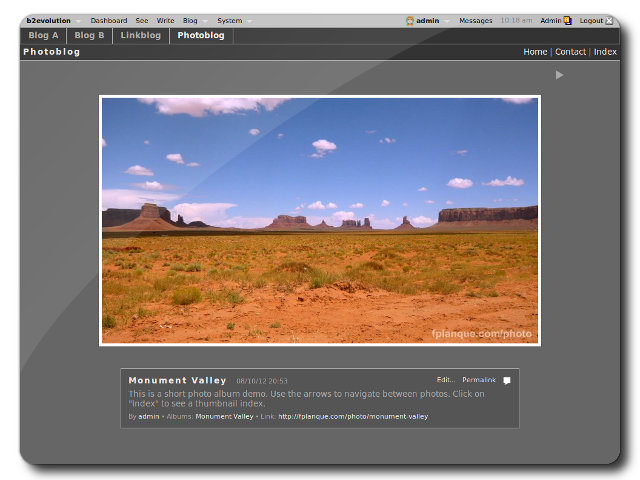 b2evolution Dashboard See Write Blog System admin Messages 10:18 am Admin Logout
Blog A Blog B Linkblog Photoblog
Photoblog Home | Contact | Index
fplanque.com/photo
Monument Valley 08/10/12 20:53 Edit... Permalink
This is a short photo album demo. Use the arrows to navigate between photos. Click on
"Index" to see a thumbnail index.
By admin • Albums: Monument Valley • Link: http://fplanque.com/photo/monument-valley